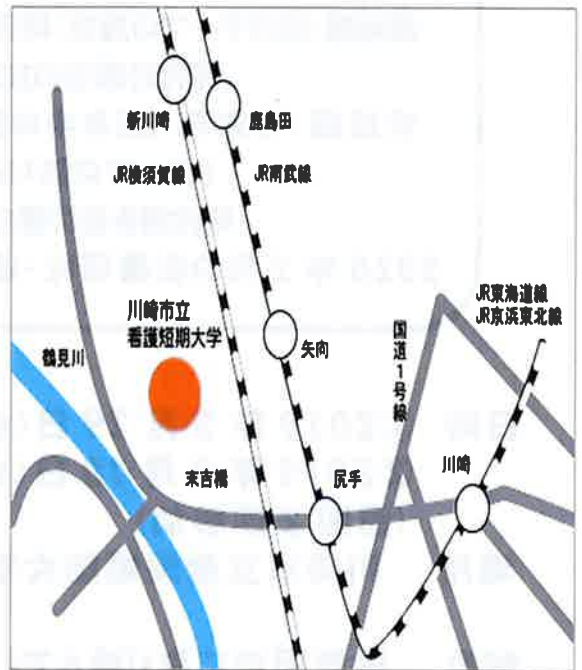 新川崎
鹿島田
JR横須賀線
JR南武線
川崎市立
看護短期大学
鶴見川
矢向
国道1号線
JR東海道線
JR京浜東北線
末吉橋
尻手
川崎